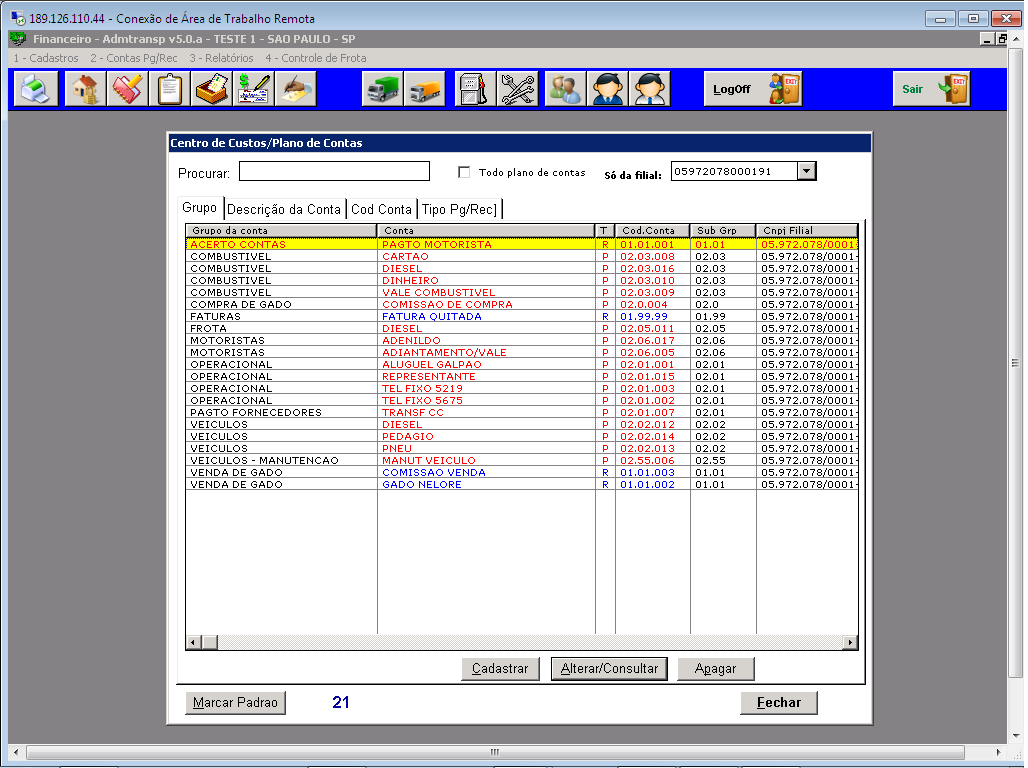 189.126.110.44 - Conexão de Área de Trabalho Remota
Financeiro - Admtransp v5.0.a - TESTE 1 - SAO PAULO - SP
1 - Cadastros 2 - Contas Pg/Rec 3 - Relatórios 4 - Controle de Frota
LogOff EXIT Sair EXIT
Centro de Custos/Plano de Contas
Procurar: Todo plano de contas Só da filial: 05972078000191
Grupo Descrição da Conta Cod Conta Tipo Pg/Rec]
Grupo da conta Conta T Cod.Conta Sub Grp Cnpj Filial
ACERTO CONTAS PAGTO MOTORISTA R 01.01.001 01.01 05.972.078/0001
COMBUSTIVEL CARTAO P 02.03.008 02.03 05.972.078/0001-
COMBUSTIVEL DIESEL P 02.03.016 02.03 05.972.078/0001-
COMBUSTIVEL DINHEIRO P 02.03.010 02.03 05.972.078/0001-
COMBUSTIVEL VALE COMBUSTIVEL P 02.03.009 02.03 05.972.078/0001-
COMPRA DE GADO COMISSAO DE COMPRA P 02.0.004 02.0 05.972.078/0001-
FATURAS FATURA QUITADA R 01.99.99 01.99 05.972.078/0001-
FROTA DIESEL P 02.05.011 02.05 05.972.078/0001-
MOTORISTAS ADENILDO P 02.06.017 02.06 05.972.078/0001-
MOTORISTAS ADIANTAMENTO/VALE P 02.06.005 02.06 05.972.078/0001-
OPERACIONAL ALUGUEL GALPAO P 02.01.001 02.01 05.972.078/0001-
OPERACIONAL REPRESENTANTE P 02.01.015 02.01 05.972.078/0001-
OPERACIONAL TEL FIXO 5219 P 02.01.003 02.01 05.972.078/0001-
OPERACIONAL TEL FIXO 5675 P 02.01.002 02.01 05.972.078/0001-
PAGTO FORNECEDORES TRANSF CC P 02.01.007 02.01 05.972.078/0001-
VEICULOS DIESEL P 02.02.012 02.02 05.972.078/0001-
VEICULOS PEDAGIO P 02.02.014 02.02 05.972.078/0001-
VEICULOS PNEU P 02.02.013 02.02 05.972.078/0001-
VEICULOS - MANUTENCAO MANUT VEICULO P 02.55.006 02.55 05.972.078/0001-
VENDA DE GADO COMISSAO VENDA R 01.01.003 01.01 05.972.078/0001-
VENDA DE GADO GADO NELORE R 01.01.002 01.01 05.972.078/0001-
Cadastrar Alterar/Consultar Apagar
Marcar Padrao 21 Fechar